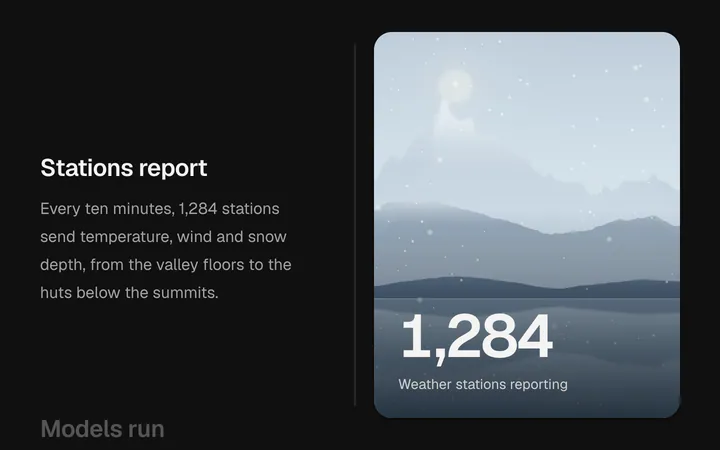 Stations report
Every ten minutes, 1,284 stations
send temperature, wind and snow
depth, from the valley floors to the
huts below the summits.
Models run
1,284
Weather stations reporting